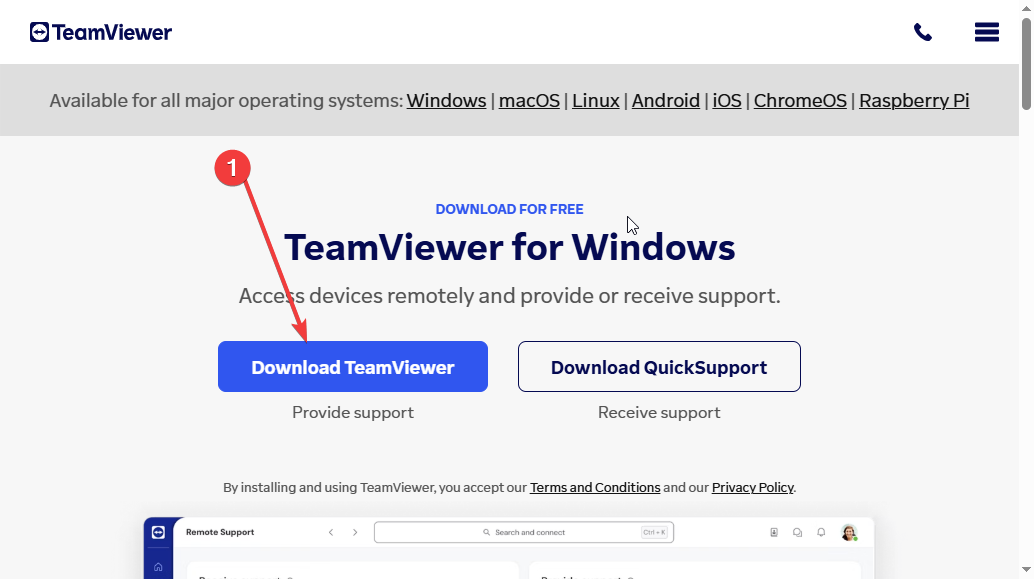 TeamViewer
Available for all major operating systems: Windows | macOS | Linux | Android | iOS | ChromeOS | Raspberry Pi
1
DOWNLOAD FOR FREE
TeamViewer for Windows
Access devices remotely and provide or receive support.
Download TeamViewer
Download QuickSupport
Provide support
Receive support
By installing and using TeamViewer, you accept our Terms and Conditions and our Privacy Policy.
Remote Support
Search and connect
Ctrl + K